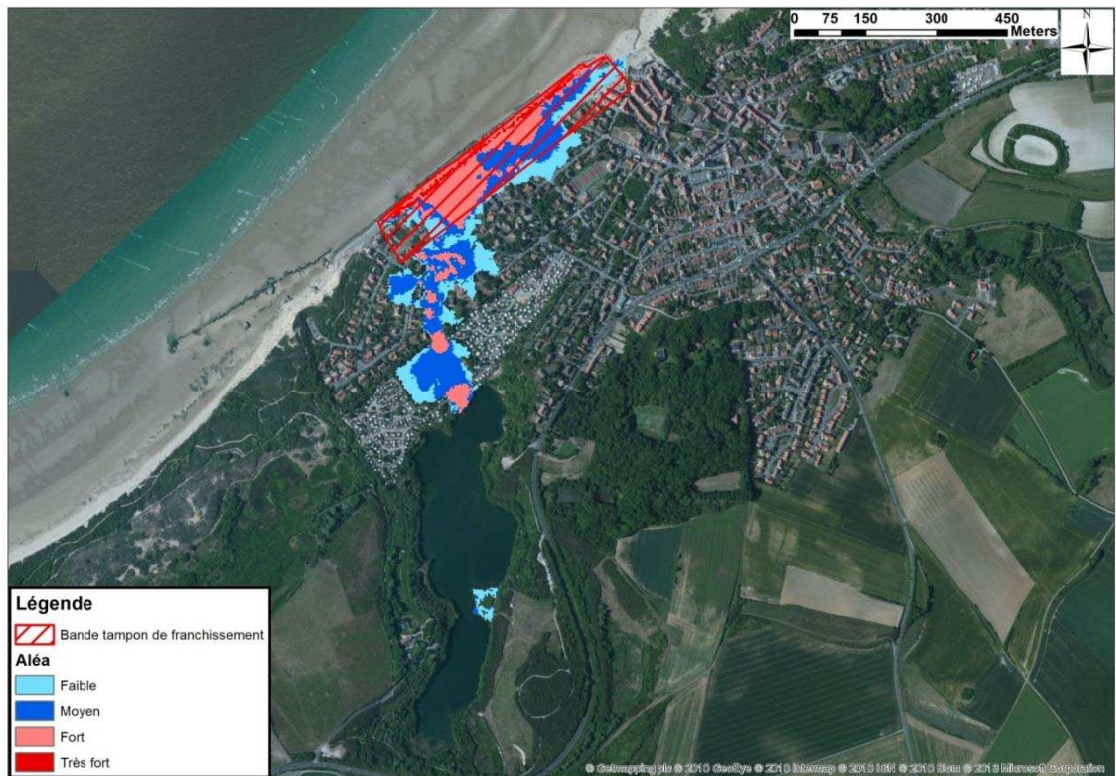 0 75 150 300 450
Meters
N
Légende
Bande tampon de franchissement
Aléa
Faible
Moyen
Fort
Très fort
© Getmapping plc © 2010 GeoEye © 2010 Intermap © 2010 IGN © 2010 Blom © 2013 Microsoft Corporation